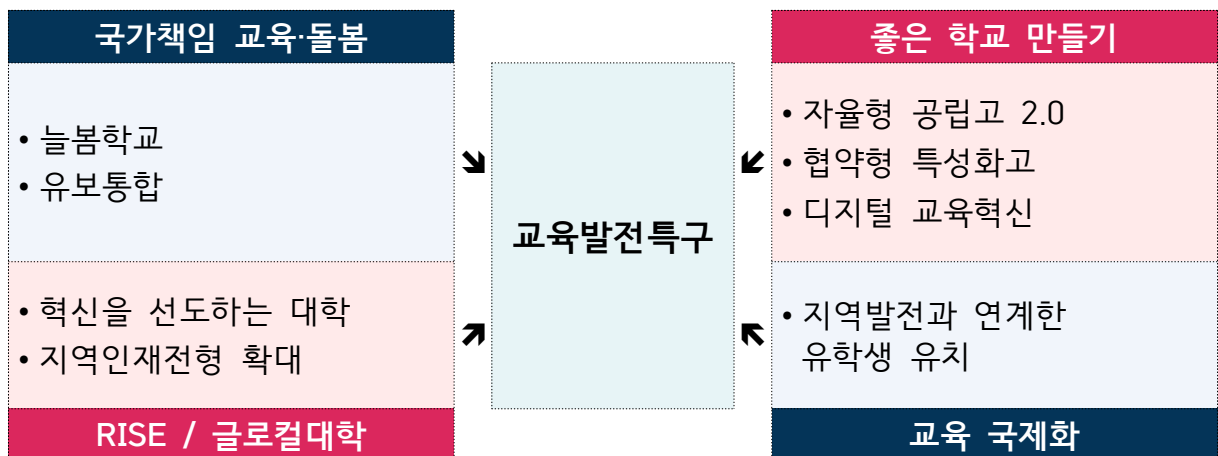 국가책임 교육·돌봄
• 늘봄학교
• 유보통합
• 혁신을 선도하는 대학
• 지역인재전형 확대
RISE / 글로컬대학
교육발전특구
좋은 학교 만들기
• 자율형 공립고 2.0
• 협약형 특성화고
• 디지털 교육혁신
• 지역발전과 연계한
유학생 유치
교육 국제화